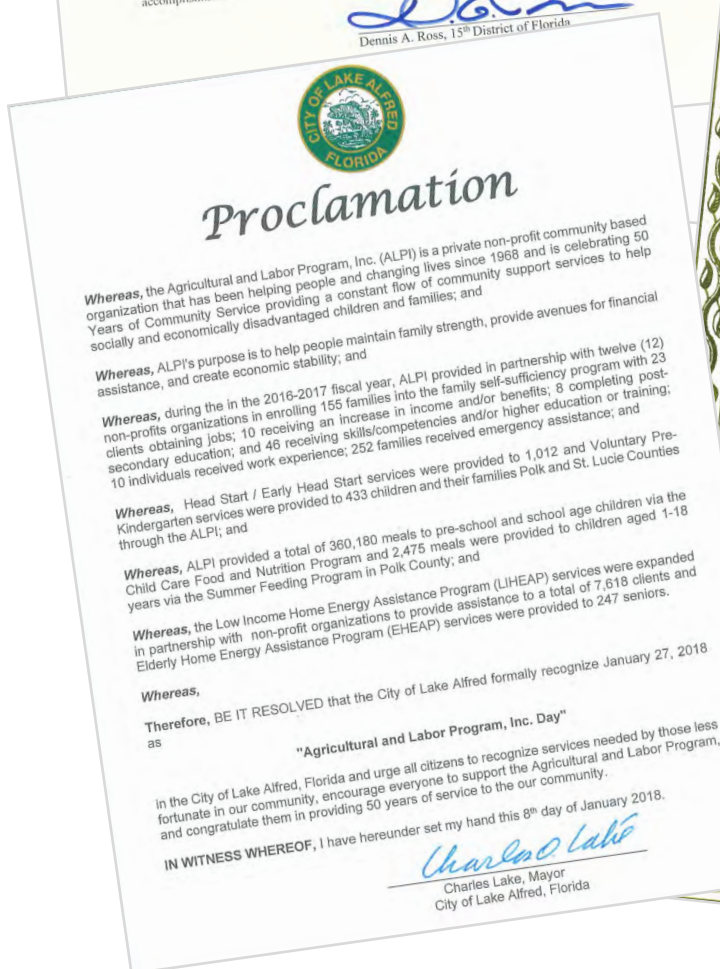 Dennis A. Ross, 15th District of Florida
CITY OF LAKE ALFRED
FLORIDA
Proclamation
Whereas, the Agricultural and Labor Program, Inc. (ALPI) is a private non-profit community based
organization that has been helping people and changing lives since 1968 and is celebrating 50
Years of Community Service providing a constant flow of community support services to help
socially and economically disadvantaged children and families; and
Whereas, ALPI's purpose is to help people maintain family strength, provide avenues for financial
assistance, and create economic stability; and
Whereas, during the in the 2016-2017 fiscal year, ALPI provided in partnership with twelve (12)
non-profits organizations in enrolling 155 families into the family self-sufficiency program with 23
clients obtaining jobs; 10 receiving an increase in income and/or benefits; 8 completing post-
secondary education; and 46 receiving skills/competencies and/or higher education or training;
10 individuals received work experience; 252 families received emergency assistance; and
Whereas, Head Start / Early Head Start services were provided to 1,012 and Voluntary Pre-
Kindergarten services were provided to 433 children and their families Polk and St. Lucie Counties
through the ALPI; and
Whereas, ALPI provided a total of 360,180 meals to pre-school and school age children via the
Child Care Food and Nutrition Program and 2,475 meals were provided to children aged 1-18
years via the Summer Feeding Program in Polk County; and
Whereas, the Low Income Home Energy Assistance Program (LIHEAP) services were expanded
in partnership with non-profit organizations to provide assistance to a total of 7,618 clients and
Elderly Home Energy Assistance Program (EHEAP) services were provided to 247 seniors.
Whereas,
Therefore, BE IT RESOLVED that the City of Lake Alfred formally recognize January 27, 2018
as
"Agricultural and Labor Program, Inc. Day"
in the City of Lake Alfred, Florida and urge all citizens to recognize services needed by those less
fortunate in our community, encourage everyone to support the Agricultural and Labor Program,
and congratulate them in providing 50 years of service to the our community.
IN WITNESS WHEREOF, I have hereunder set my hand this 8th day of January 2018.
Charles O. Lake
Charles Lake, Mayor
City of Lake Alfred, Florida